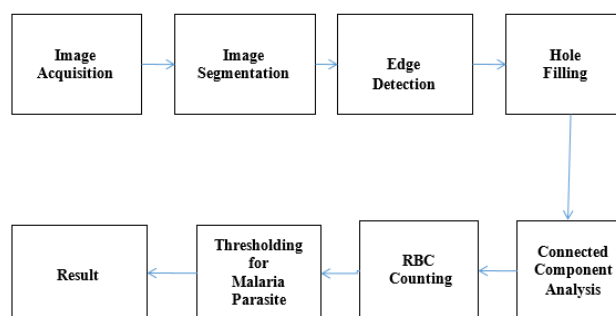 Image
Acquisition
Image
Segmentation
Edge
Detection
Hole
Filling
Connected
Component
Analysis
RBC
Counting
Thresholding
for
Malaria
Parasite
Result